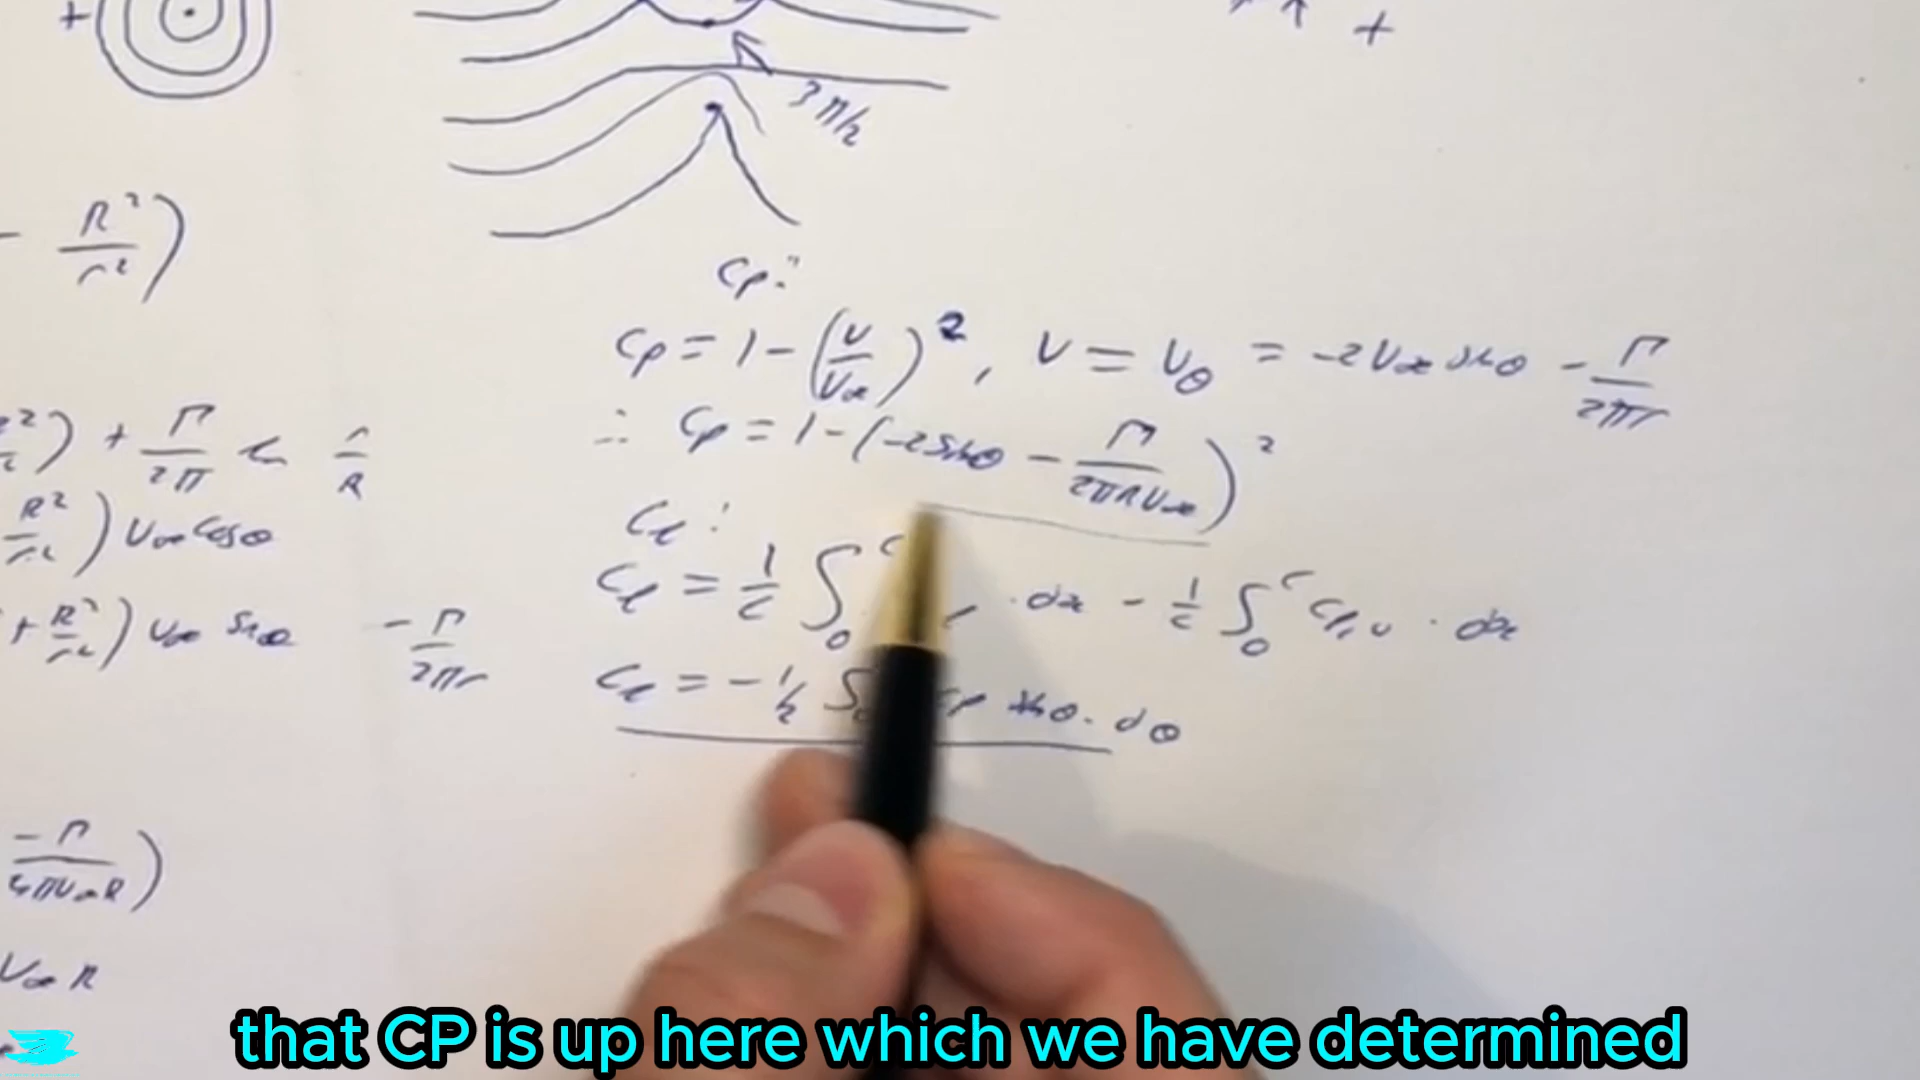 +
+
3π/2
R²/r²)
Cp:
Cp = 1 - (V/V∞)², V = Vθ = -2V∞ sinθ - Γ/2πr
∴ Cp = 1 - (-2sinθ - Γ/2πRV∞)²
) + Γ/2π ln r/R
R²/r²) V∞ cosθ
Cl:
Cl = 1/c ∫₀ᶜ · dx - 1/c ∫₀ᶜ Cp,u · dx
+ R²/r²) V∞ sinθ - Γ/2πr
Cl = -½ ∫ Cp sinθ · dθ
-Γ/4πV∞R)
V∞R
that CP is up here which we have determined